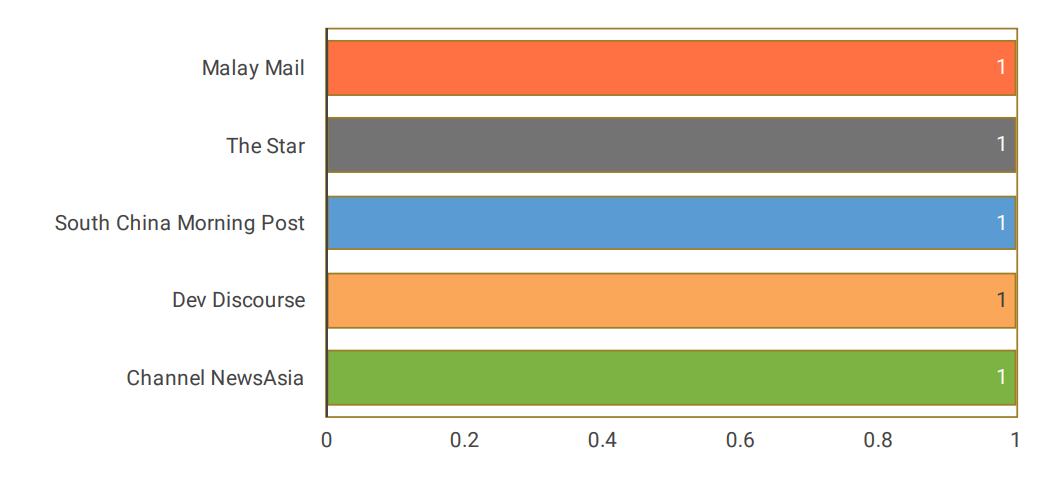 Malay Mail 1
The Star 1
South China Morning Post 1
Dev Discourse 1
Channel NewsAsia 1
0 0.2 0.4 0.6 0.8 1